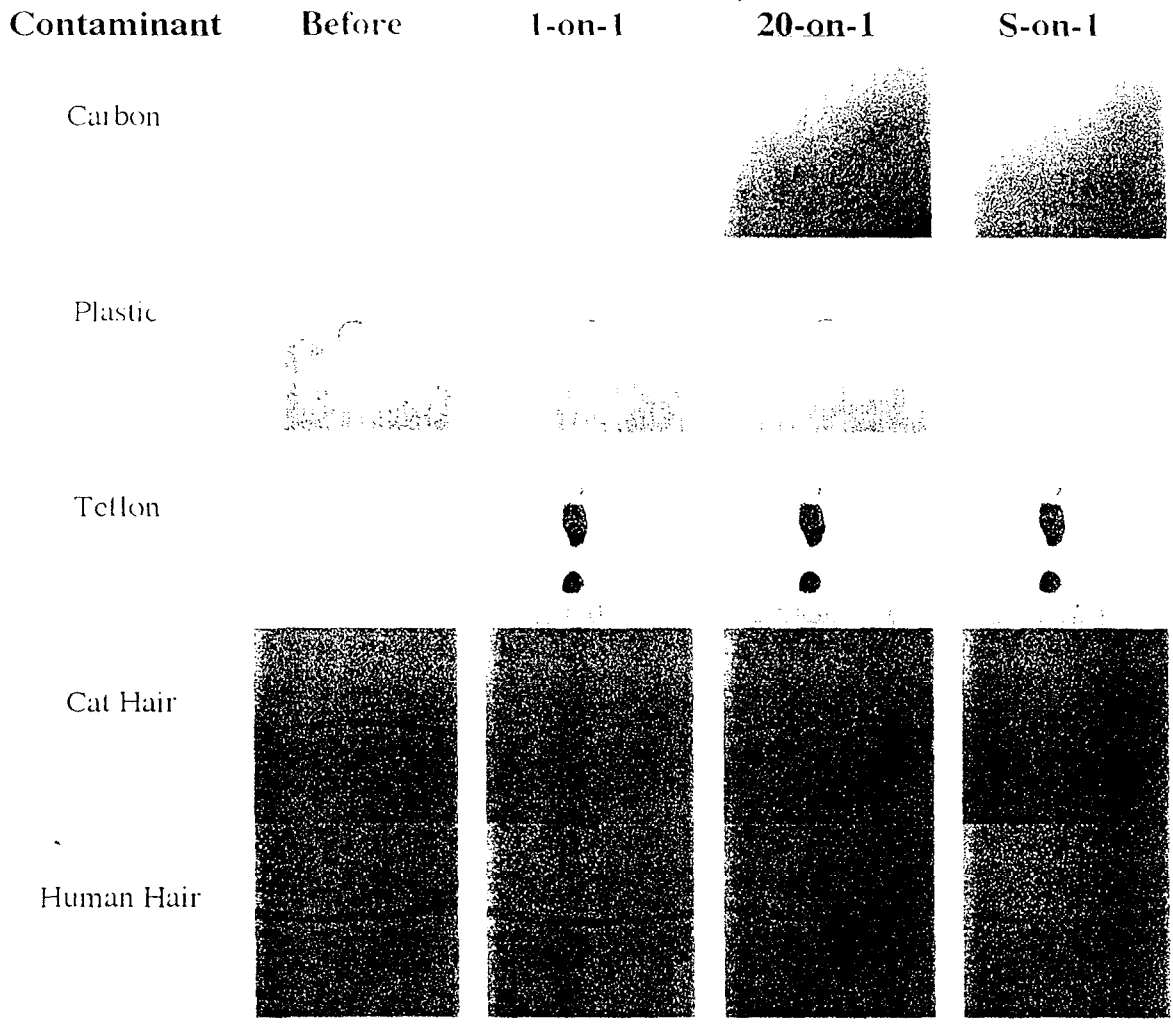 Contaminant Before 1-on-1 20-on-1 S-on-1
Carbon
Plastic
Teflon
Cat Hair
Human Hair